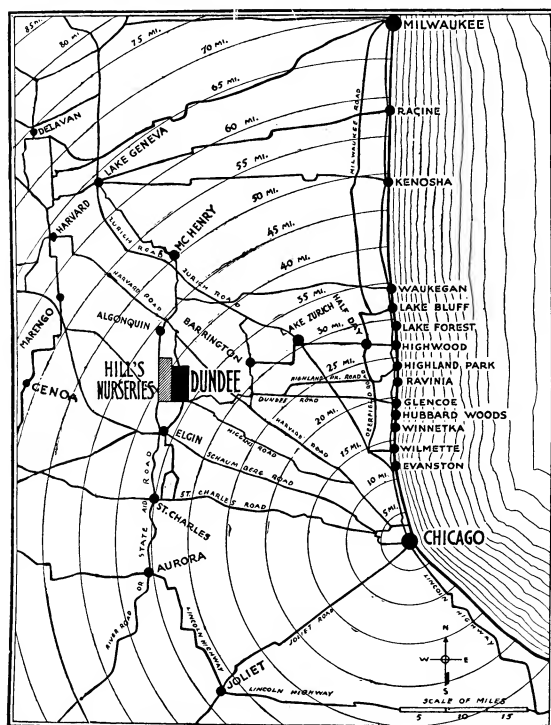 85 MI.
80 MI.
75 MI.
70 MI.
65 MI.
60 MI.
55 MI.
50 MI.
45 MI.
40 MI.
35 MI.
30 MI.
25 MI.
20 MI.
15 MI.
10 MI.
5 MI.
MILWAUKEE
MILWAUKEE ROAD
RACINE
DELAVAN
LAKE GENEVA
KENOSHA
HARVARD
ZURICH ROAD
MCHENRY
ZURICH ROAD
HARVARD ROAD
WAUKEGAN
LAKE BLUFF
LAKE FOREST
HIGHWOOD
HIGHLAND PARK
RAVINIA
GLENCOE
HUBBARD WOODS
WINNETKA
WILMETTE
EVANSTON
MARENGO
ALGONQUIN
BARRINGTON
LAKE ZURICH
HALF DAY
HILL'S
NURSERIES
DUNDEE
GENOA
HIGHLAND PK. ROAD
DUNDEE ROAD
DEERFIELD RD.
HARVARD ROAD
ELGIN
HIGGINS ROAD
SCHAUMBERG ROAD
ST. CHARLES ROAD
ST. CHARLES
STATE AID ROAD
CHICAGO
AURORA
RIVER ROAD OR
LINCOLN HIGHWAY
JOLIET ROAD
LINCOLN HIGHWAY
JOLIET
LINCOLN HIGHWAY
N
W E
S
SCALE OF MILES
5 10 15